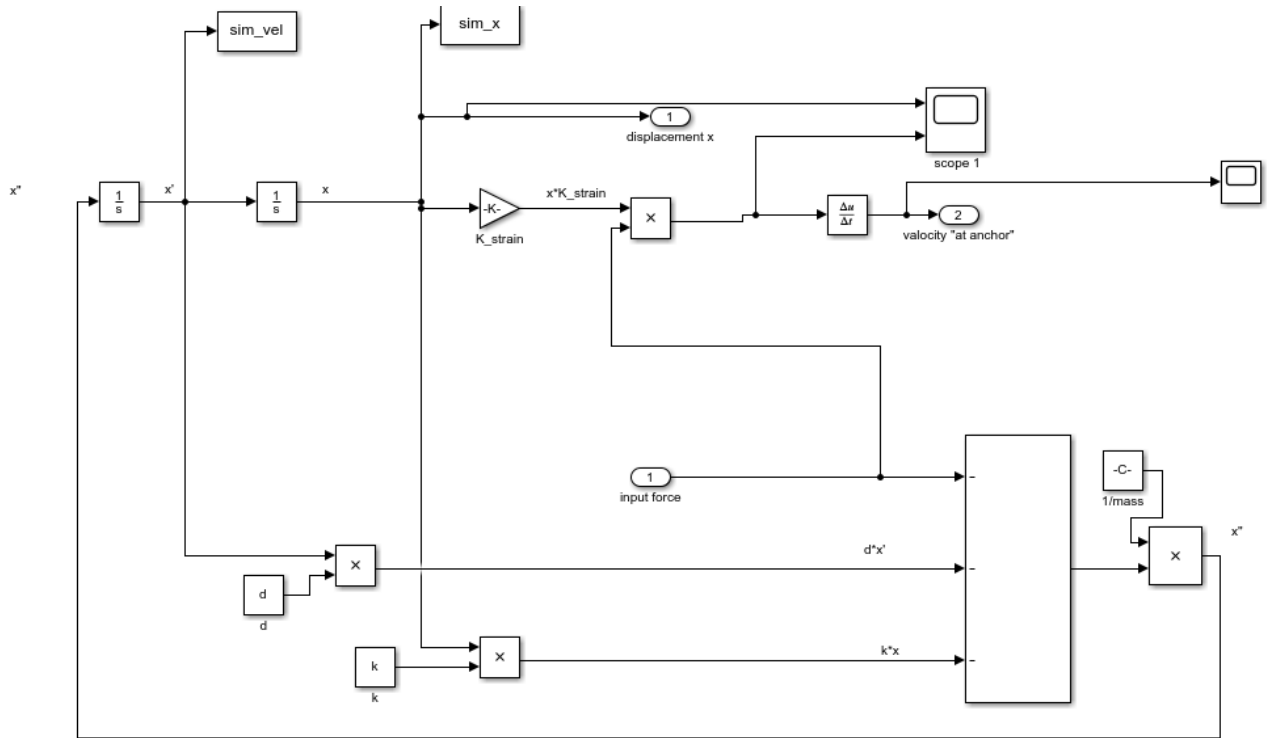 sim_vel
sim_x
1
displacement x
scope 1
x"
1
s
x'
1
s
x
-K-
K_strain
x*K_strain
×
Δu
Δt
2
valocity "at anchor"
1
input force
-
-
-
-C-
1/mass
×
x"
×
d*x'
d
d
×
k*x
k
k